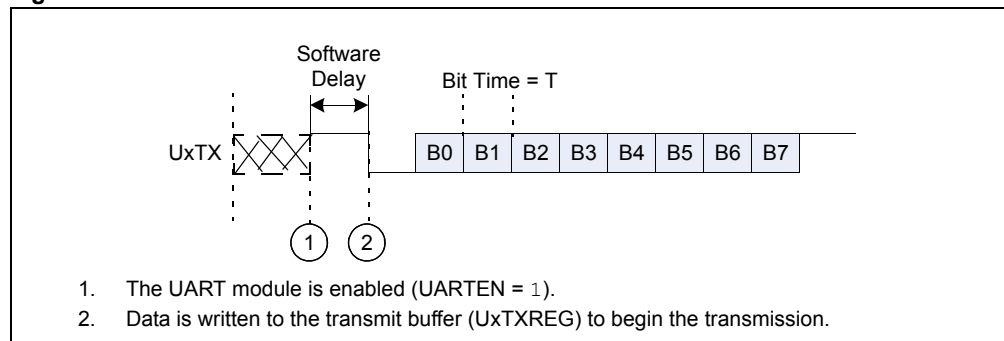 Software
Delay
Bit Time = T
UxTX
B0 B1 B2 B3 B4 B5 B6 B7
1 2
1. The UART module is enabled (UARTEN = 1).
2. Data is written to the transmit buffer (UxTXREG) to begin the transmission.